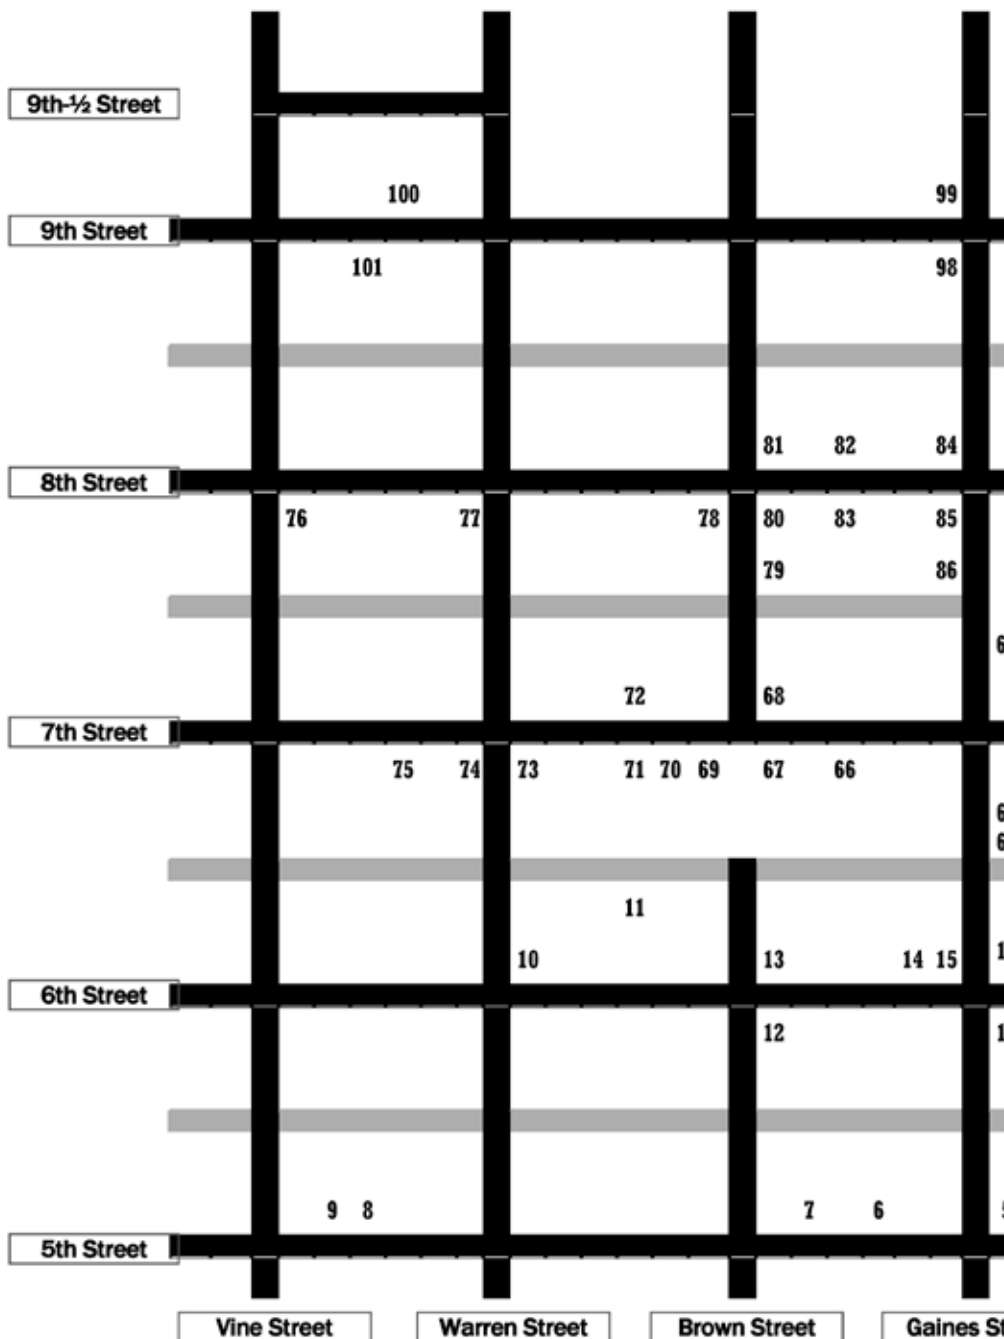 9th-½ Street
100 99
9th Street
101 98
81 82 84
8th Street
76 77 78 80 83 85
79 86
72 68
7th Street
75 74 73 71 70 69 67 66
11
10 13 14 15
6th Street
12
9 8 7 6
5th Street
Vine Street Warren Street Brown Street Gaines